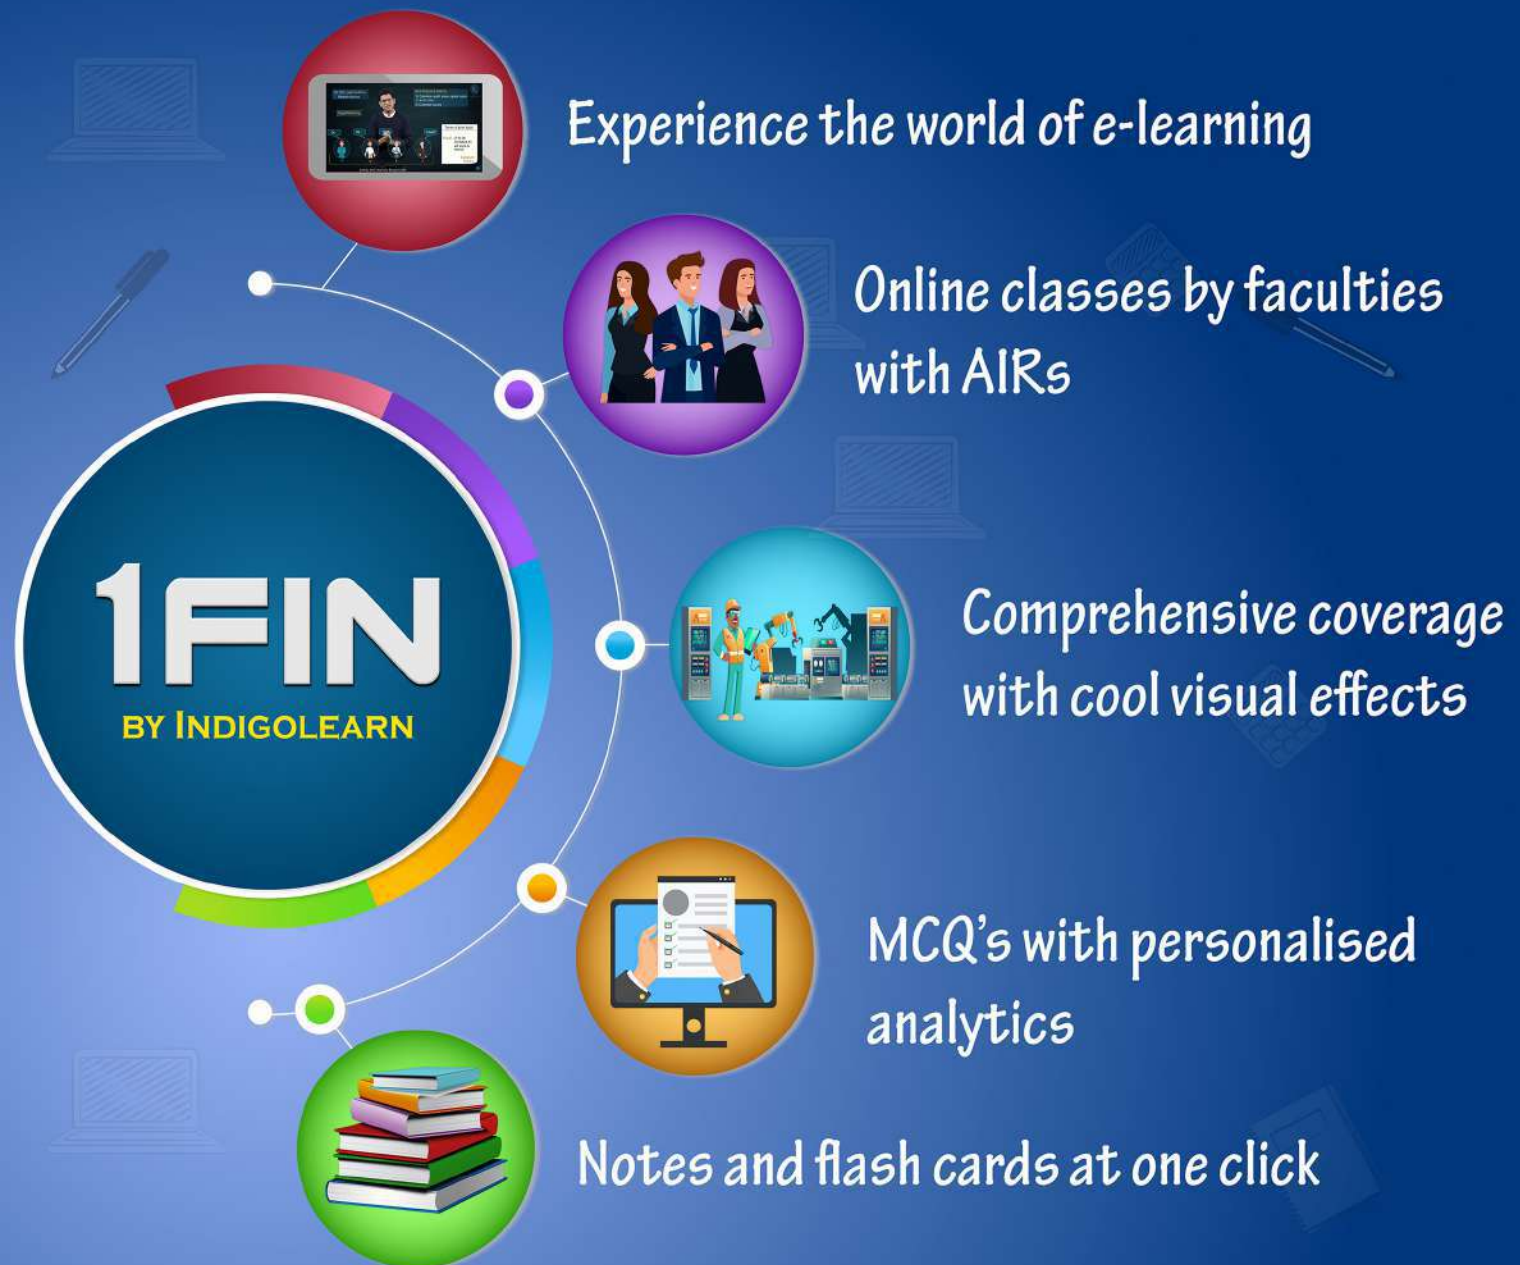 Experience the world of e-learning
Online classes by faculties
with AIRs
1FIN
BY INDIGOLEARN
Comprehensive coverage
with cool visual effects
MCQ's with personalised
analytics
Notes and flash cards at one click